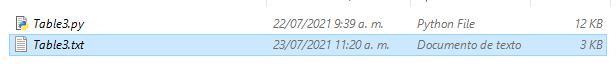 Table3.py 22/07/2021 9:39 a. m. Python File 12 KB
Table3.txt 23/07/2021 11:20 a. m. Documento de texto 3 KB